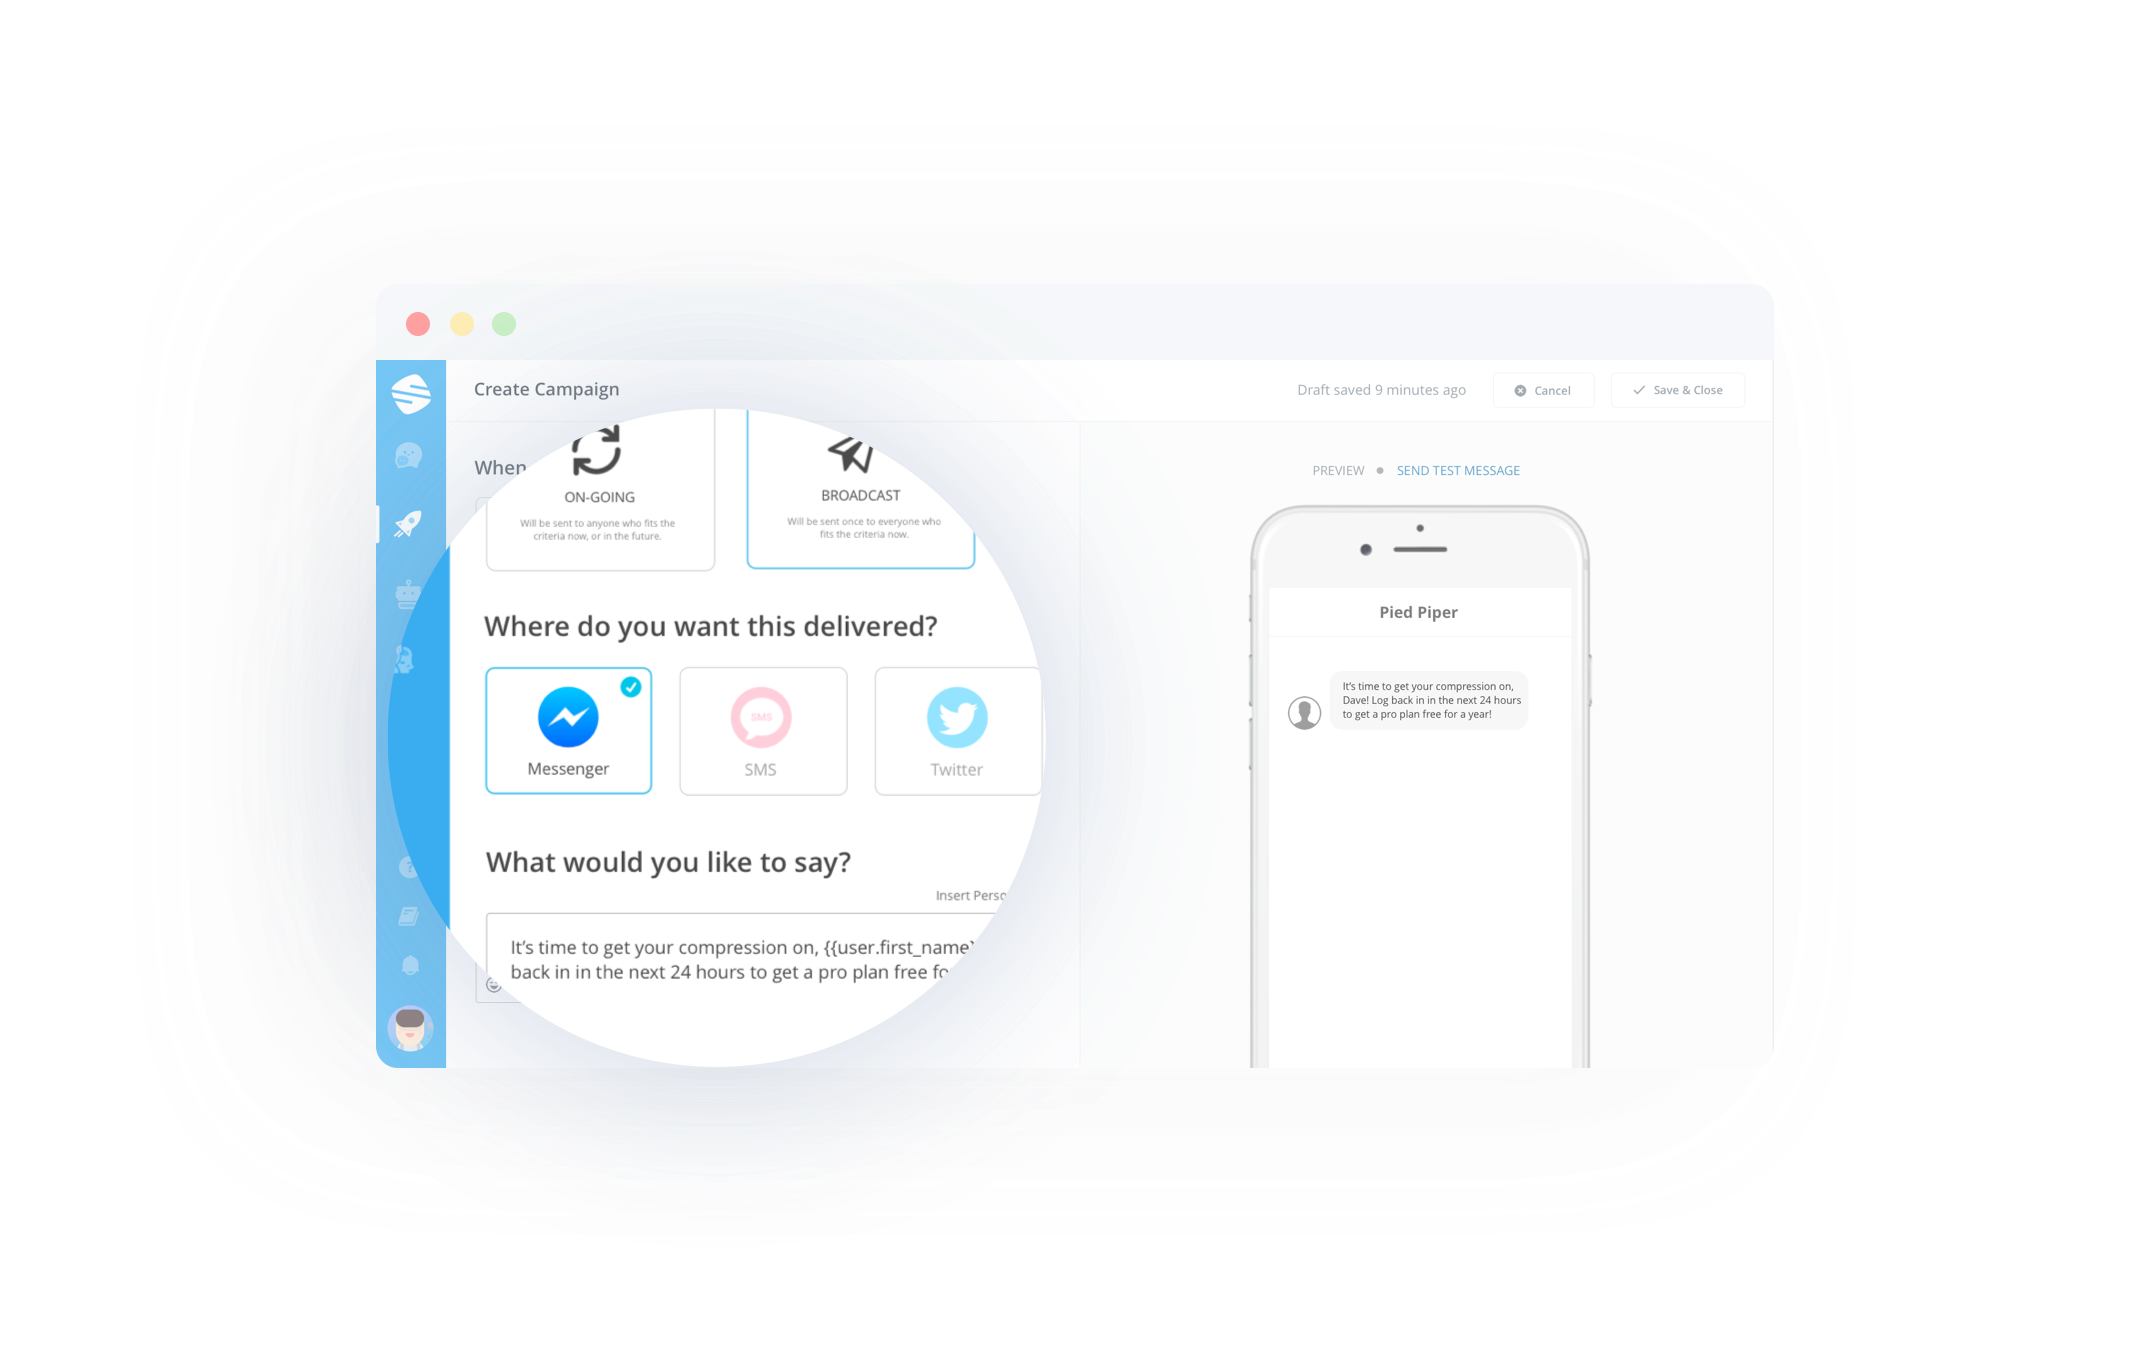 Create Campaign
Draft saved 9 minutes ago
Cancel
Save & Close
When
ON-GOING
Will be sent to anyone who fits the
criteria now, or in the future.
BROADCAST
Will be sent once to everyone who
fits the criteria now.
Where do you want this delivered?
Messenger
SMS
SMS
Twitter
What would you like to say?
Insert Perso
It’s time to get your compression on, {{user.first_name}
back in in the next 24 hours to get a pro plan free fo
PREVIEW
SEND TEST MESSAGE
Pied Piper
It’s time to get your compression on,
Dave! Log back in in the next 24 hours
to get a pro plan free for a year!